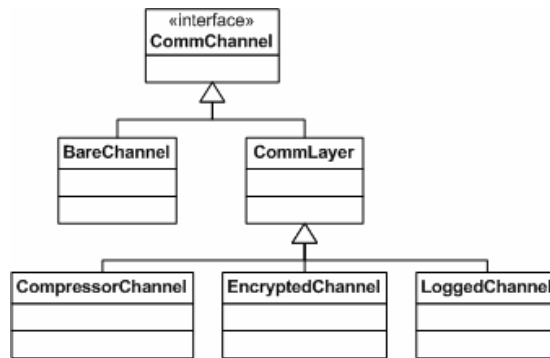 «interface»
CommChannel
BareChannel
CommLayer
CompressorChannel
EncryptedChannel
LoggedChannel